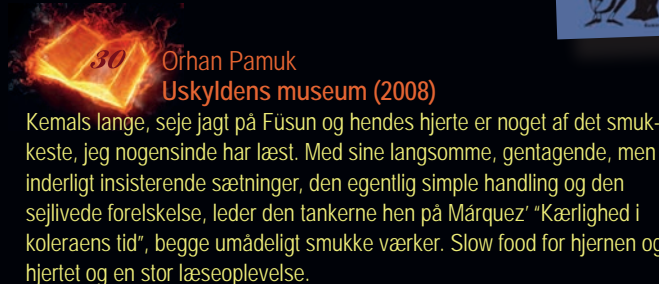 30
Orhan Pamuk
Uskyldens museum (2008)
Kemals lange, seje jagt på Füsun og hendes hjerte er noget af det smuk-
keste, jeg nogensinde har læst. Med sine langsomme, gentagende, men
inderligt insisterende sætninger, den egentlig simple handling og den
sejlivede forelskelse, leder den tankerne hen på Márquez' "Kærlighed i
koleraens tid", begge umådeligt smukke værker. Slow food for hjernen og
hjertet og en stor læseoplevelse.